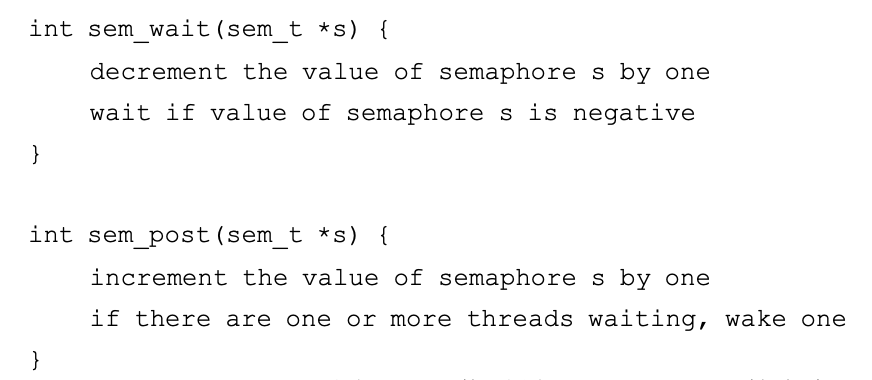 int sem_wait(sem_t *s) {
decrement the value of semaphore s by one
wait if value of semaphore s is negative
}
int sem_post(sem_t *s) {
increment the value of semaphore s by one
if there are one or more threads waiting, wake one
}